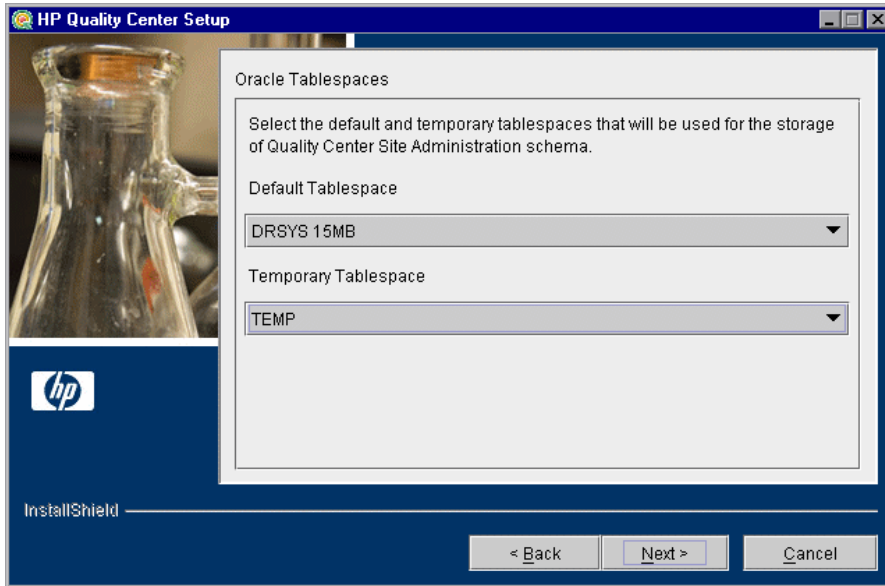 HP Quality Center Setup
Oracle Tablespaces
Select the default and temporary tablespaces that will be used for the storage
of Quality Center Site Administration schema.
Default Tablespace
DRSYS 15MB
Temporary Tablespace
TEMP
hp
InstallShield
< Back
Next >
Cancel